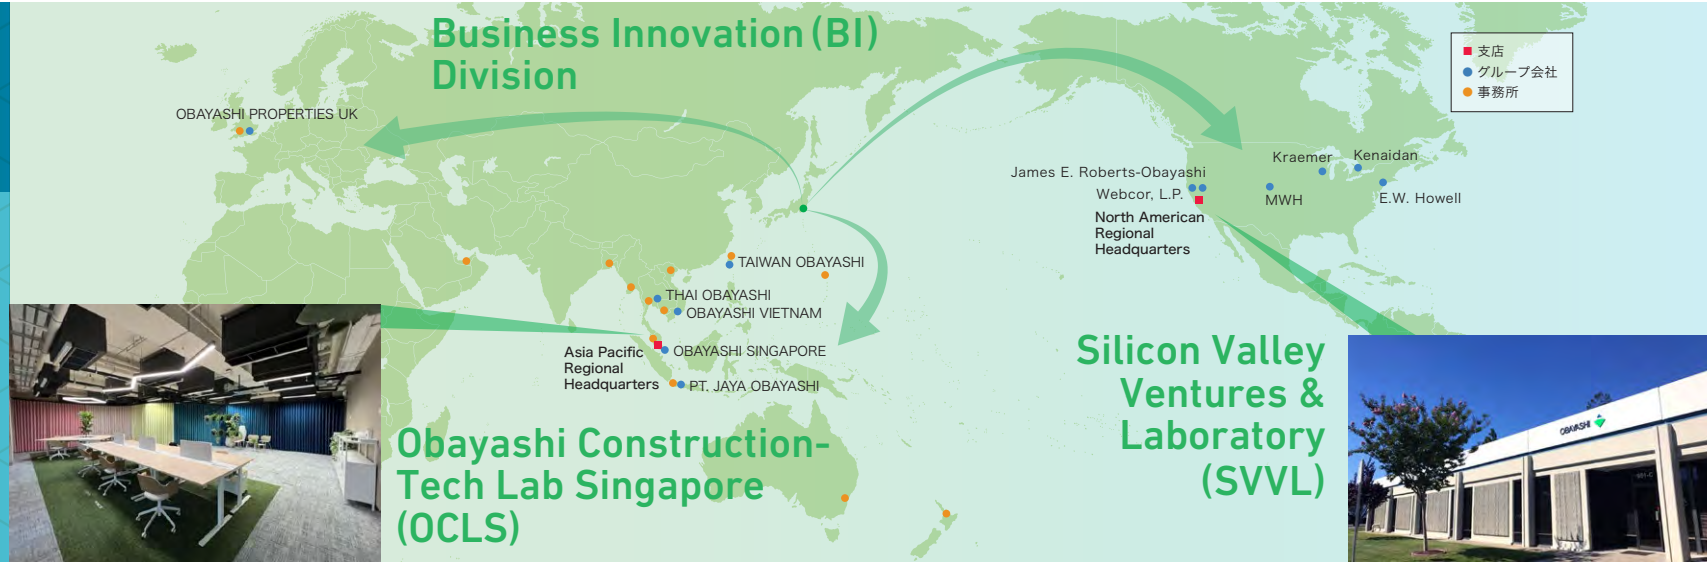 Business Innovation (BI)
Division
支店
グループ会社
事務所
OBAYASHI PROPERTIES UK
James E. Roberts-Obayashi
Webcor, L.P.
North American
Regional
Headquarters
Kraemer
Kenaidan
MWH
E.W. Howell
TAIWAN OBAYASHI
THAI OBAYASHI
OBAYASHI VIETNAM
Asia Pacific
Regional
Headquarters
OBAYASHI SINGAPORE
PT. JAYA OBAYASHI
Obayashi Construction-
Tech Lab Singapore
(OCLS)
Silicon Valley
Ventures &
Laboratory
(SVVL)
OBAYASHI